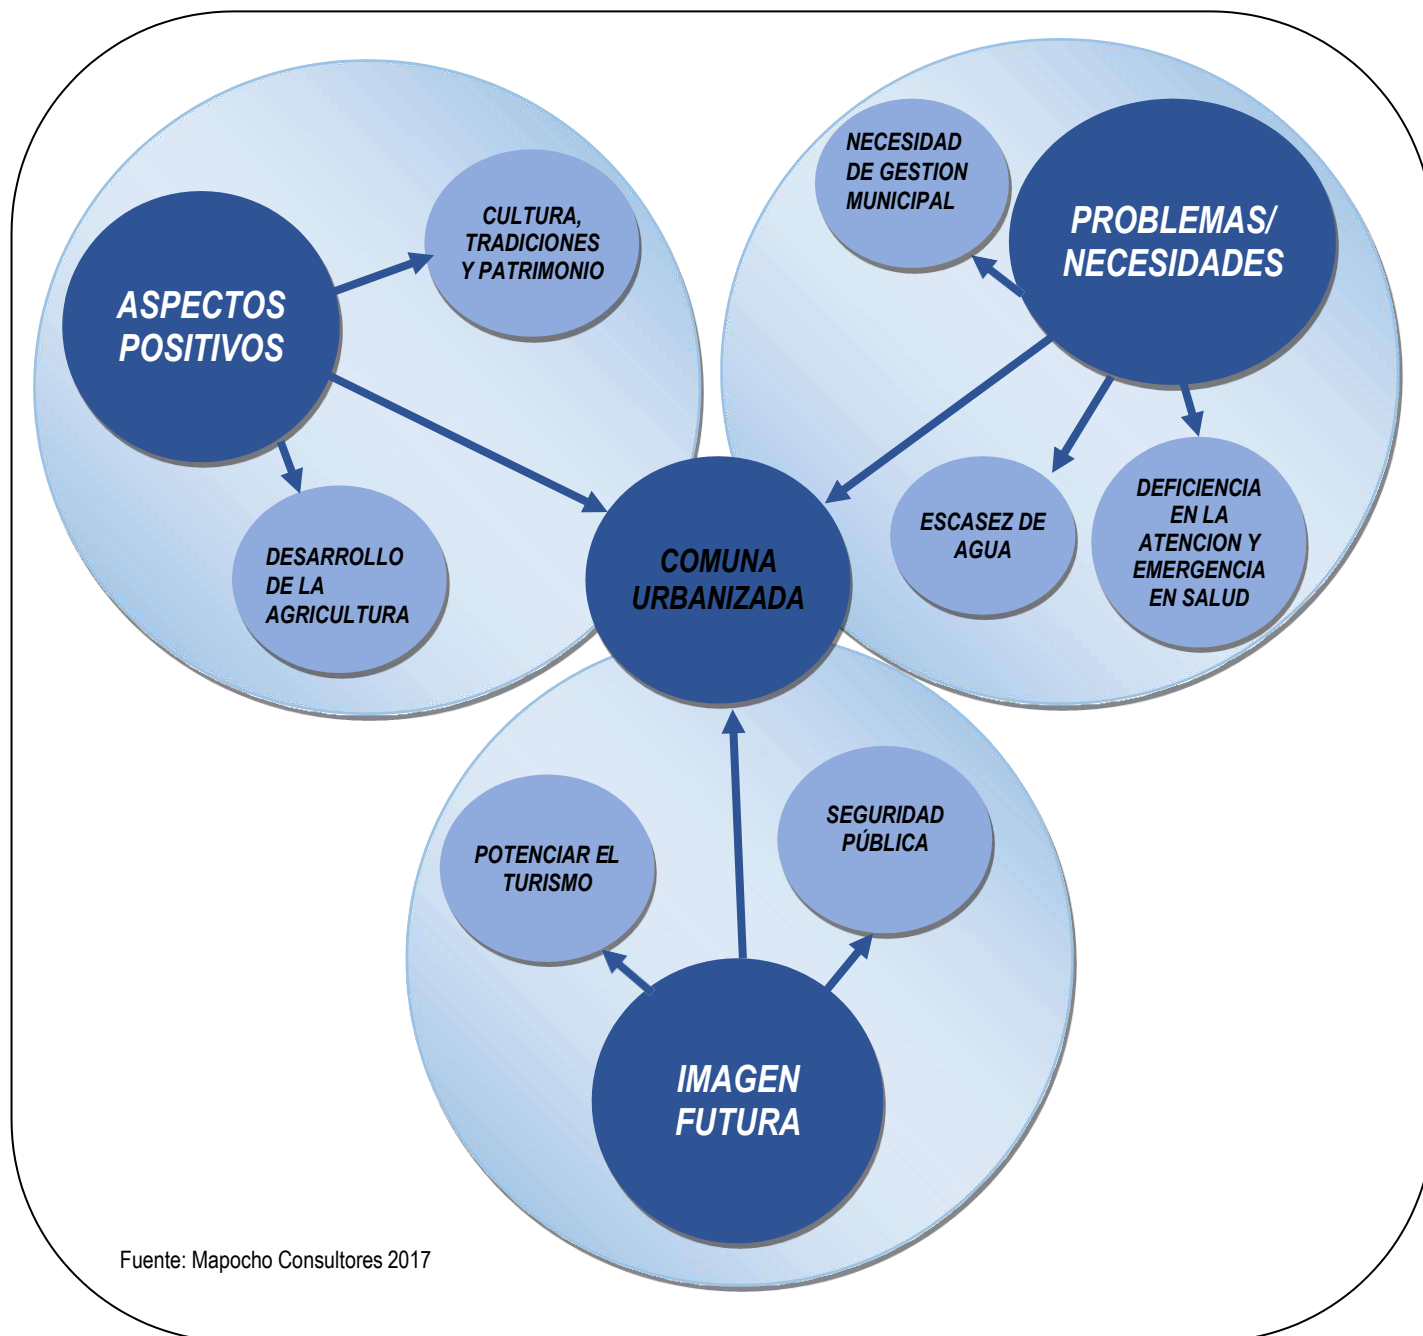 ASPECTOS
POSITIVOS
CULTURA,
TRADICIONES
Y PATRIMONIO
DESARROLLO
DE LA
AGRICULTURA
NECESIDAD
DE GESTION
MUNICIPAL
PROBLEMAS/
NECESIDADES
ESCASEZ DE
AGUA
DEFICIENCIA
EN LA
ATENCION Y
EMERGENCIA
EN SALUD
COMUNA
URBANIZADA
POTENCIAR EL
TURISMO
SEGURIDAD
PÚBLICA
IMAGEN
FUTURA
Fuente: Mapocho Consultores 2017